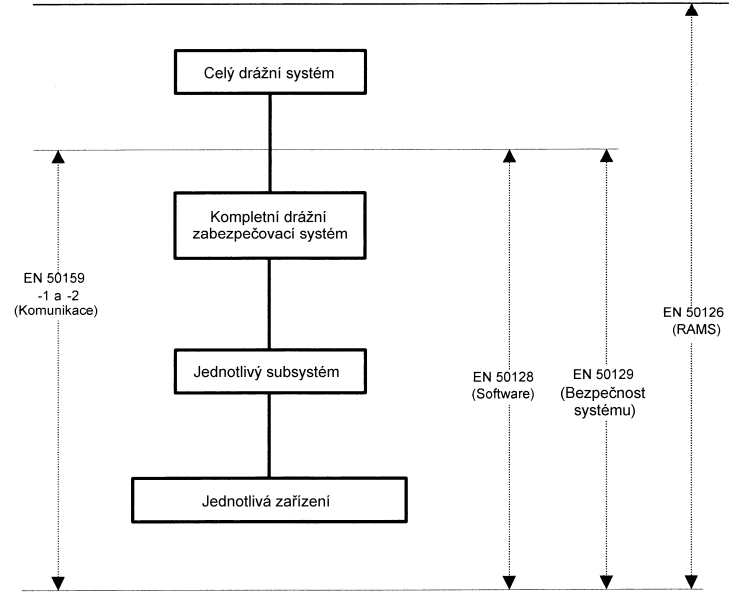 Celý drážní systém
Kompletní drážní
zabezpečovací systém
EN 50159
-1 a -2
(Komunikace)
Jednotlivý subsystém
Jednotlivá zařízení
EN 50128
(Software)
EN 50129
(Bezpečnost
systému)
EN 50126
(RAMS)